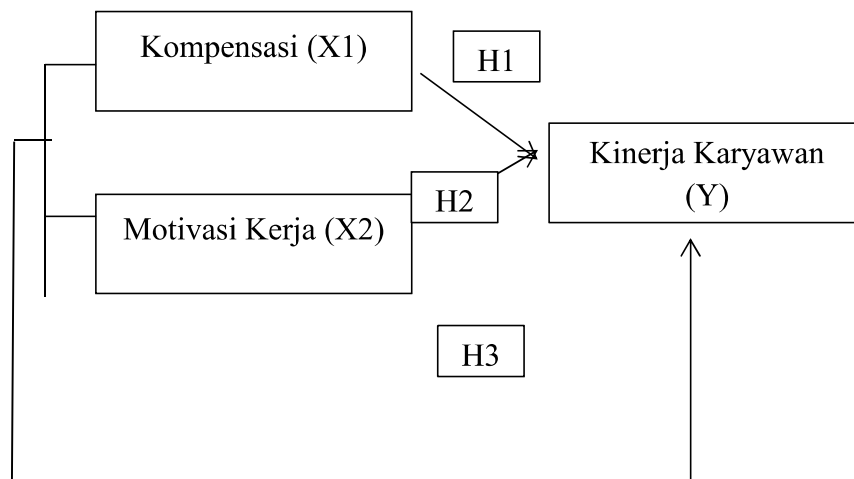 Kompensasi (X1)
H1
Kinerja Karyawan
(Y)
H2
Motivasi Kerja (X2)
H3